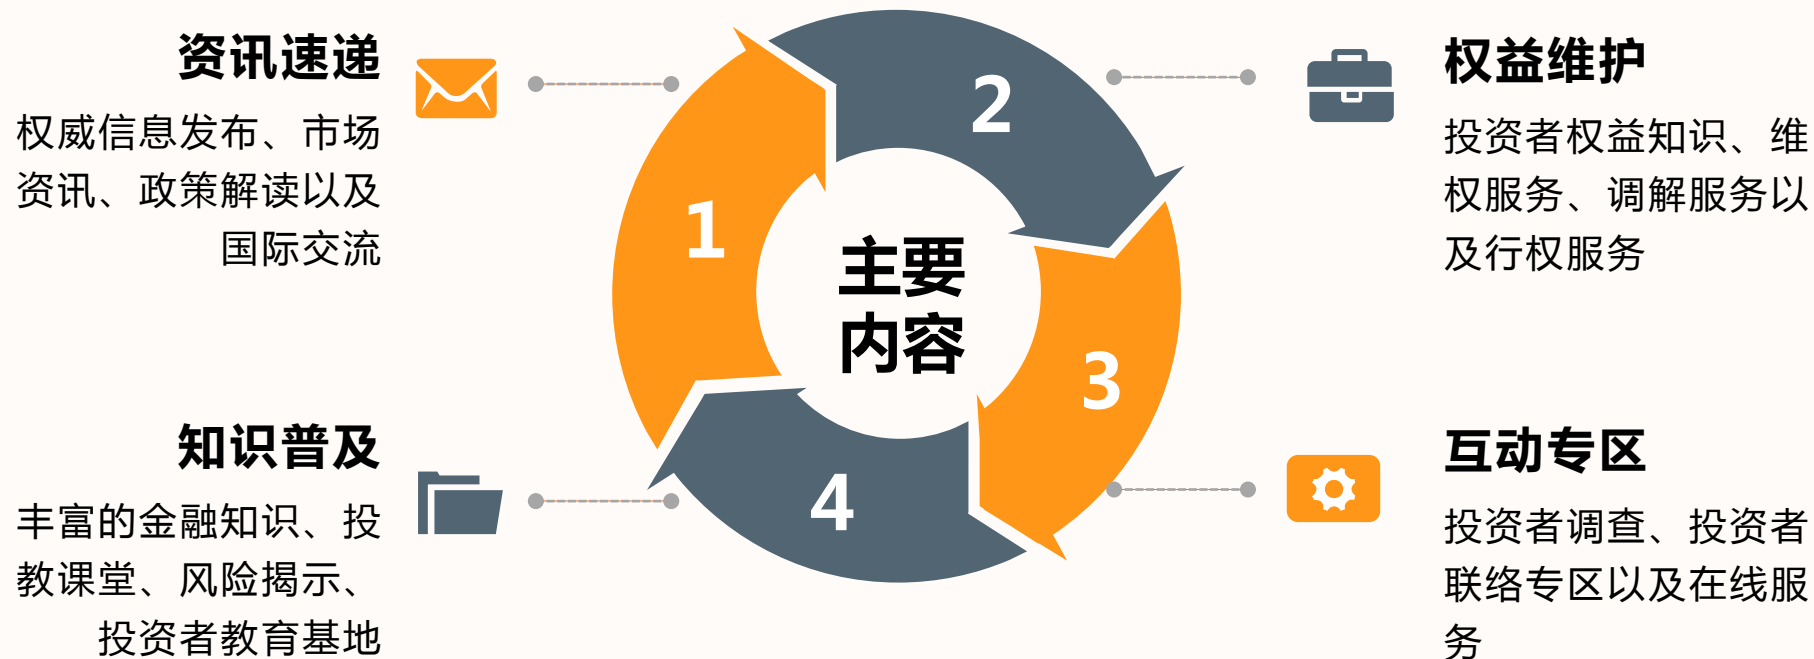 资讯速递
权威信息发布、市场
资讯、政策解读以及
国际交流
1
2
权益维护
投资者权益知识、维
权服务、调解服务以
及行权服务
主要
内容
知识普及
丰富的金融知识、投
教课堂、风险揭示、
投资者教育基地
4
3
互动专区
投资者调查、投资者
联络专区以及在线服
务